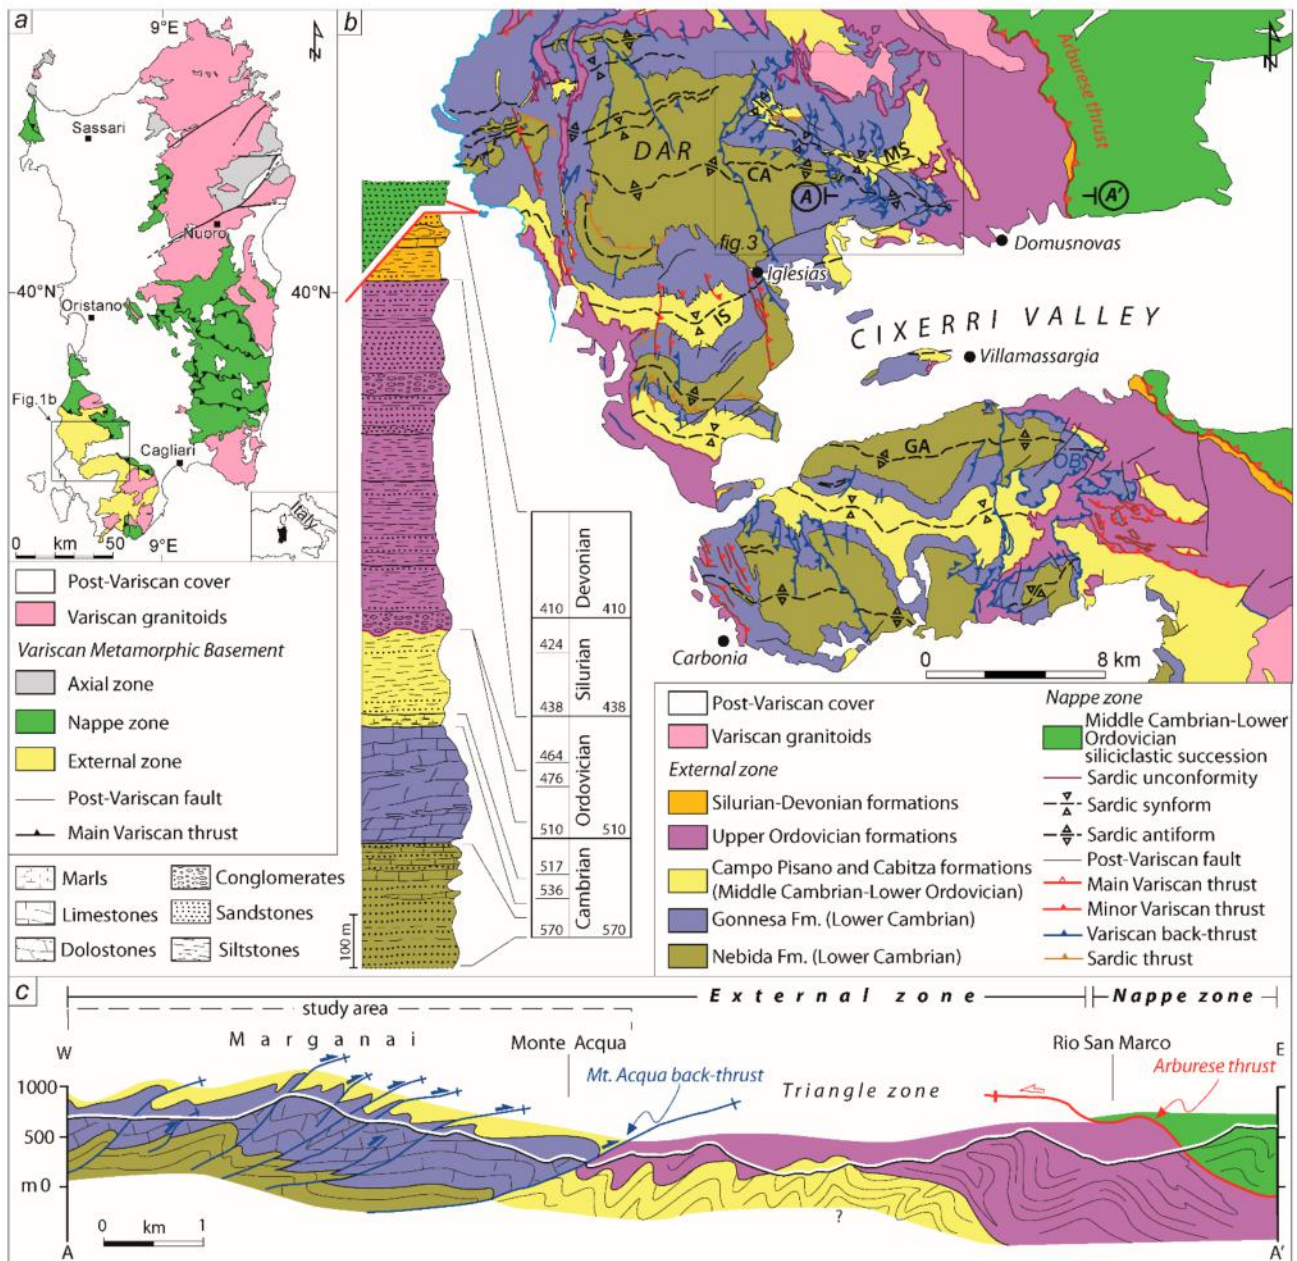 a
9°E
N
Sassari
Nuoro
40°N
40°N
Oristano
Fig.1b
Cagliari
Italy
0 km 50
9°E
Post-Variscan cover
Variscan granitoids
Variscan Metamorphic Basement
Axial zone
Nappe zone
External zone
Post-Variscan fault
Main Variscan thrust
Marls
Conglomerates
Limestones
Sandstones
Dolostones
Siltstones
b
N
Arburese thrust
DAR
MS
CA
A
A'
fig.3
Domusnovas
Iglesias
IS
CIXERRI VALLEY
Villamassargia
GA
OB
Carbonia
0 8 km
100 m
Devonian
410 410
424
Silurian
438 438
464
476
Ordovician
510 510
517
536
Cambrian
570 570
Post-Variscan cover
Variscan granitoids
External zone
Silurian-Devonian formations
Upper Ordovician formations
Campo Pisano and Cabitza formations
(Middle Cambrian-Lower Ordovician)
Gonnesa Fm. (Lower Cambrian)
Nebida Fm. (Lower Cambrian)
Nappe zone
Middle Cambrian-Lower
Ordovician
siliciclastic succession
Sardic unconformity
Sardic synform
Sardic antiform
Post-Variscan fault
Main Variscan thrust
Minor Variscan thrust
Variscan back-thrust
Sardic thrust
c
External zone
Nappe zone
study area
W
Marganai
Monte Acqua
Rio San Marco
E
Mt. Acqua back-thrust
Triangle zone
Arburese thrust
1000
500
m 0
?
0 km 1
A
A'